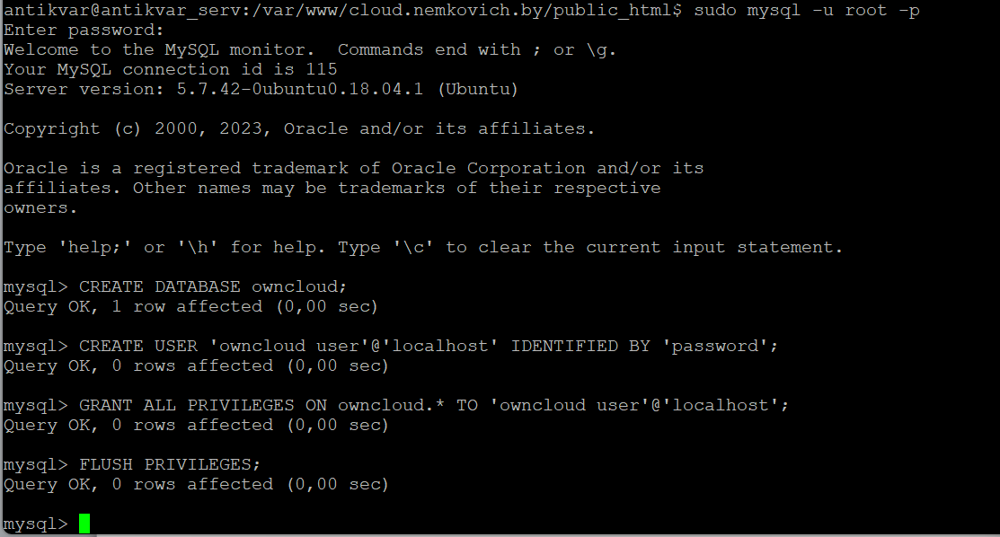 antikvar@antikvar_serv:/var/www/cloud.nemkovich.by/public_html$ sudo mysql -u root -p
Enter password:
Welcome to the MySQL monitor.  Commands end with ; or \g.
Your MySQL connection id is 115
Server version: 5.7.42-0ubuntu0.18.04.1 (Ubuntu)
Copyright (c) 2000, 2023, Oracle and/or its affiliates.
Oracle is a registered trademark of Oracle Corporation and/or its
affiliates. Other names may be trademarks of their respective
owners.
Type 'help;' or '\h' for help. Type '\c' to clear the current input statement.
mysql> CREATE DATABASE owncloud;
Query OK, 1 row affected (0,00 sec)
mysql> CREATE USER 'owncloud user'@'localhost' IDENTIFIED BY 'password';
Query OK, 0 rows affected (0,00 sec)
mysql> GRANT ALL PRIVILEGES ON owncloud.* TO 'owncloud user'@'localhost';
Query OK, 0 rows affected (0,00 sec)
mysql> FLUSH PRIVILEGES;
Query OK, 0 rows affected (0,00 sec)
mysql>